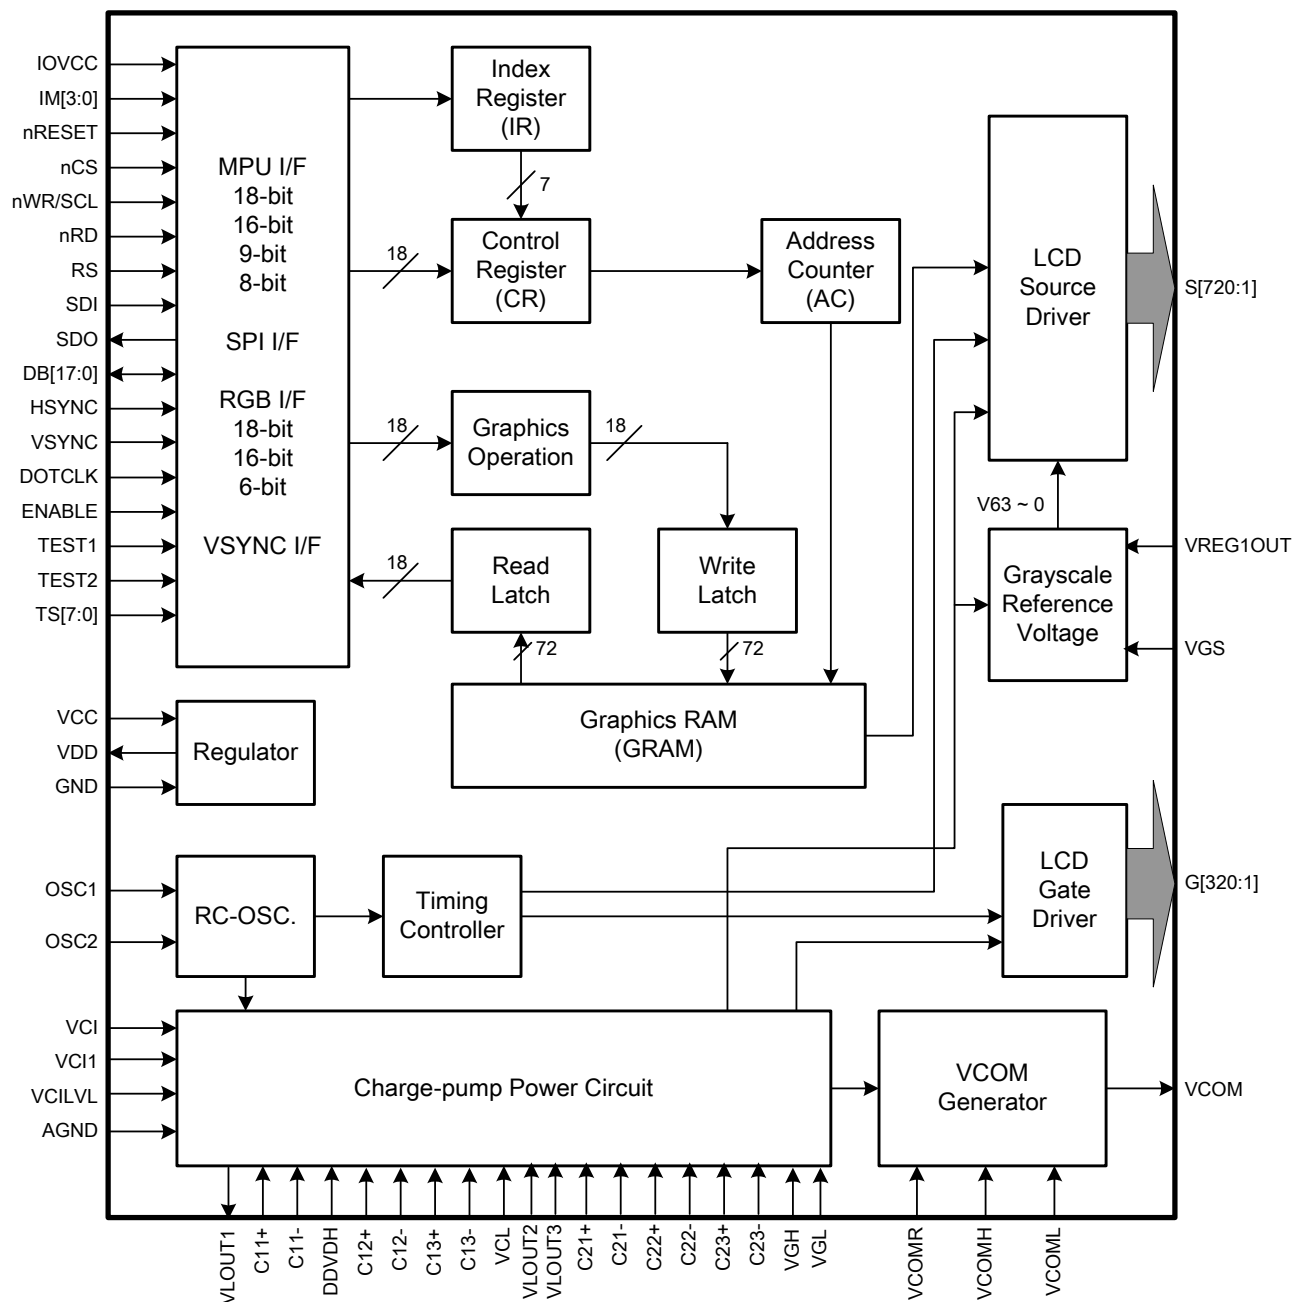 IOVCC
IM[3:0]
nRESET
nCS
nWR/SCL
nRD
RS
SDI
SDO
DB[17:0]
HSYNC
VSYNC
DOTCLK
ENABLE
TEST1
TEST2
TS[7:0]
MPU I/F
18-bit
16-bit
9-bit
8-bit
SPI I/F
RGB I/F
18-bit
16-bit
6-bit
VSYNC I/F
Index
Register
(IR)
7
18
Control
Register
(CR)
Address
Counter
(AC)
18
Graphics
Operation
18
18
Read
Latch
Write
Latch
72
72
Graphics RAM
(GRAM)
LCD
Source
Driver
S[720:1]
V63 ~ 0
Grayscale
Reference
Voltage
VREG1OUT
VGS
VCC
VDD
GND
Regulator
OSC1
OSC2
RC-OSC.
Timing
Controller
LCD
Gate
Driver
G[320:1]
VCI
VCI1
VCILVL
AGND
Charge-pump Power Circuit
VCOM
Generator
VCOM
VLOUT1
C11+
C11-
DDVDH
C12+
C12-
C13+
C13-
VCL
VLOUT2
VLOUT3
C21+
C21-
C22+
C22-
C23+
C23-
VGH
VGL
VCOMR
VCOMH
VCOML